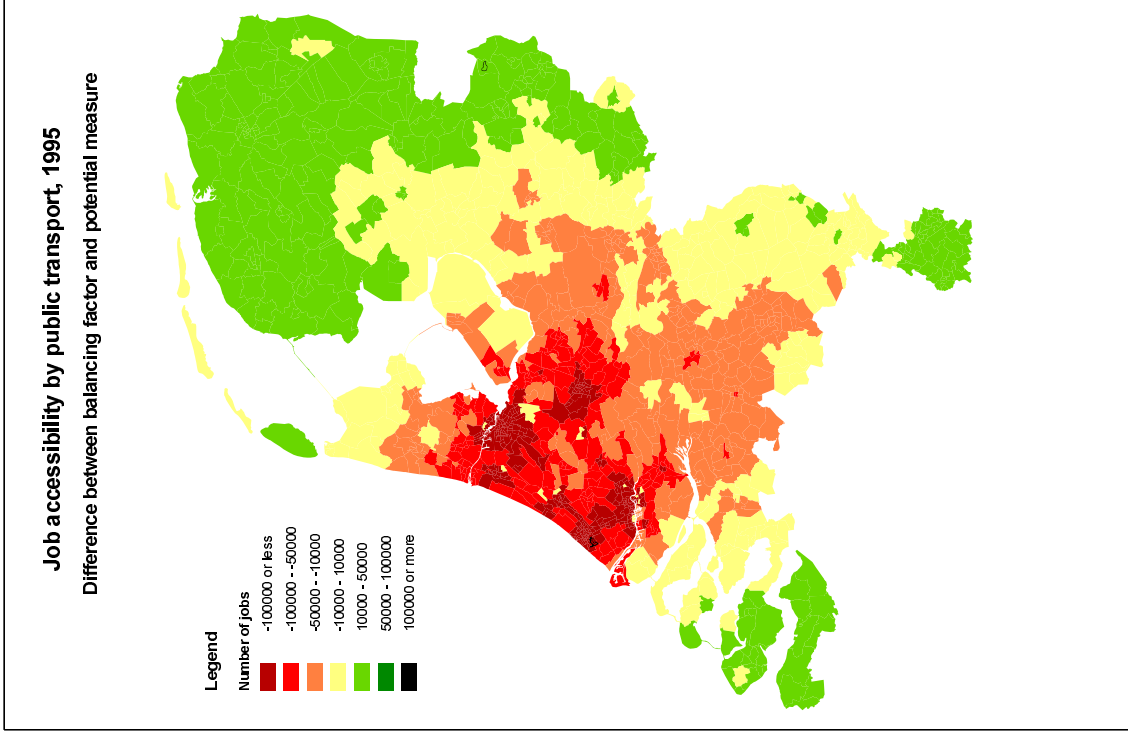 Job accessibility by public transport, 1995
Difference between balancing factor and potential measure
Legend
Number of jobs
-100000 or less
-100000 - -50000
-50000 - -10000
-10000 - 10000
10000 - 50000
50000 - 100000
100000 or more